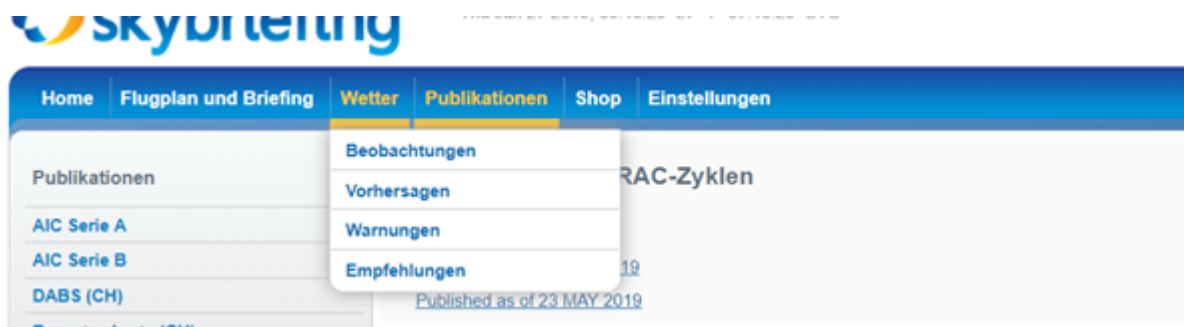 skybriefing
Home Flugplan und Briefing Wetter Publikationen Shop Einstellungen
Publikationen
AIC Serie A
AIC Serie B
DABS (CH)
Beobachtungen
Vorhersagen
Warnungen
Empfehlungen
RAC-Zyklen
19
Published as of 23 MAY 2019